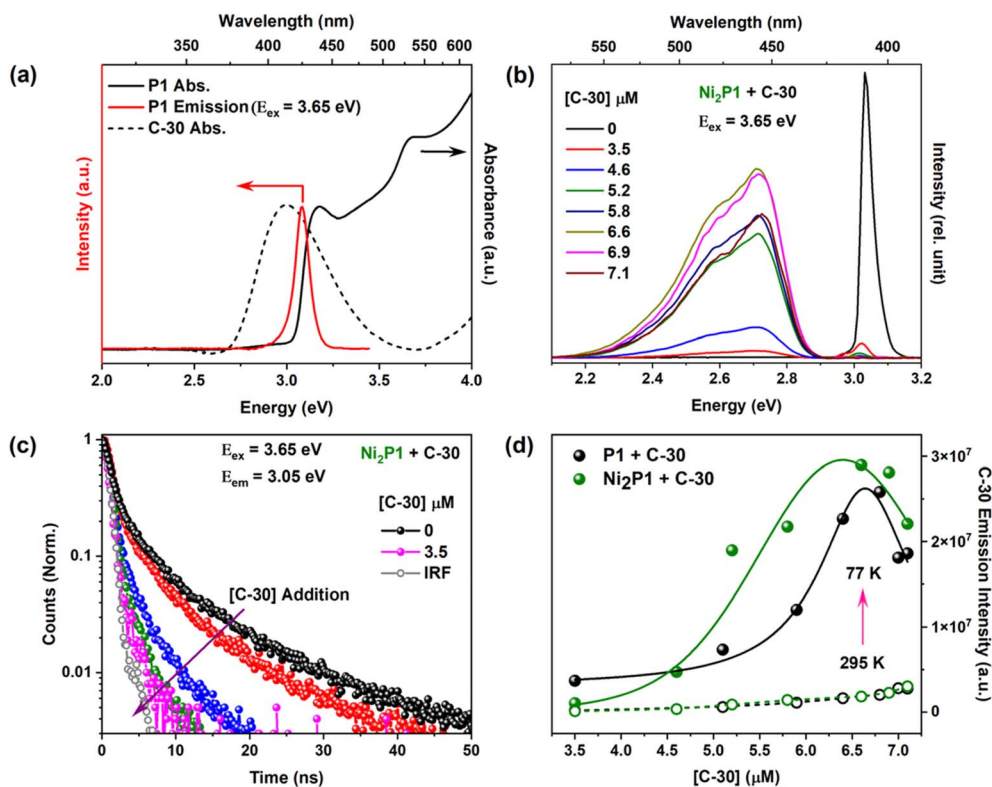 Wavelength (nm)
350 400 450 500 550 600
(a)
P1 Abs.
P1 Emission (E_ex = 3.65 eV)
C-30 Abs.
Intensity (a.u.)
Absorbance (a.u.)
2.0 2.5 3.0 3.5 4.0
Energy (eV)
Wavelength (nm)
550 500 450 400
(b)
[C-30] μM
0
3.5
4.6
5.2
5.8
6.6
6.9
7.1
Ni₂P1 + C-30
E_ex = 3.65 eV
Intensity (rel. unit)
2.2 2.4 2.6 2.8 3.0 3.2
Energy (eV)
(c)
E_ex = 3.65 eV
E_em = 3.05 eV
Ni₂P1 + C-30
[C-30] μM
0
3.5
IRF
[C-30] Addition
Counts (Norm.)
1
0.1
0.01
0 10 20 30 40 50
Time (ns)
(d)
P1 + C-30
Ni₂P1 + C-30
77 K
295 K
C-30 Emission Intensity (a.u.)
3×10⁷
2×10⁷
1×10⁷
0
3.5 4.0 4.5 5.0 5.5 6.0 6.5 7.0
[C-30] (μM)